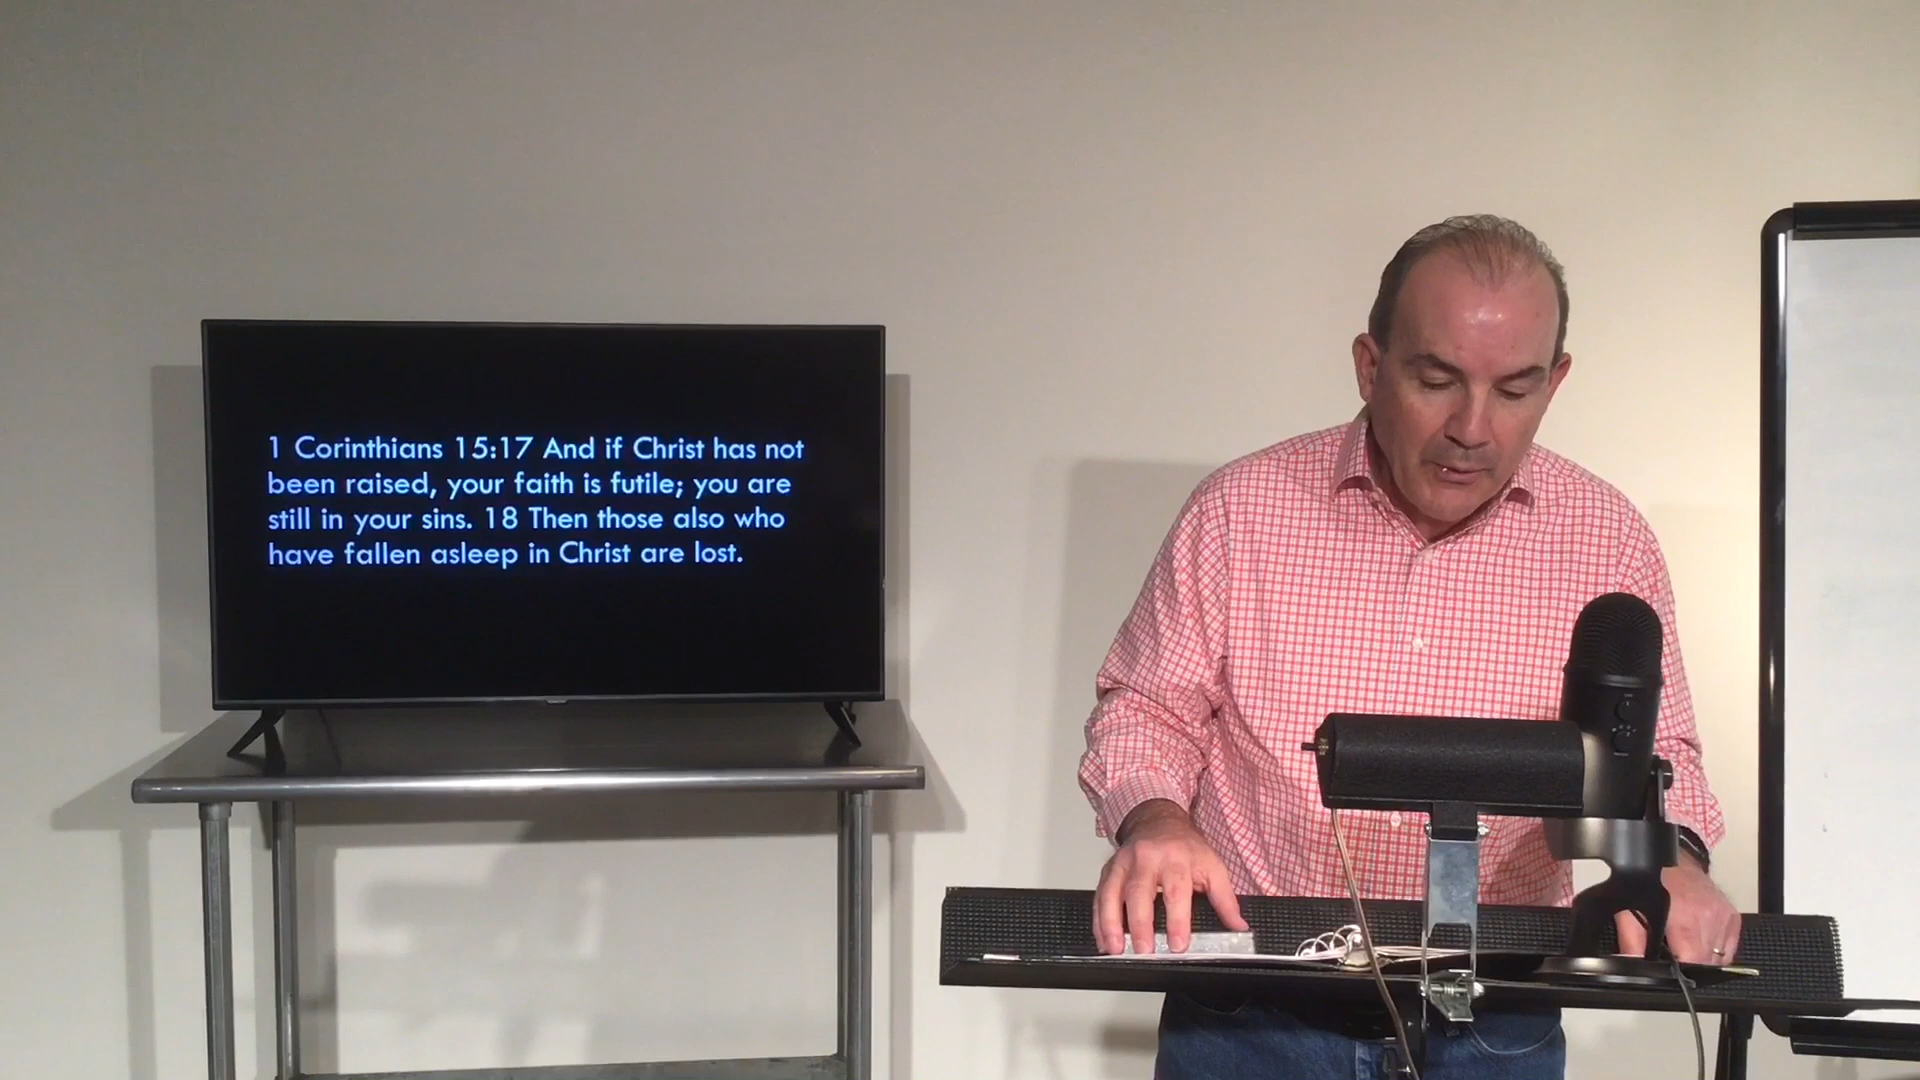 1 Corinthians 15:17 And if Christ has not
been raised, your faith is futile; you are
still in your sins. 18 Then those also who
have fallen asleep in Christ are lost.